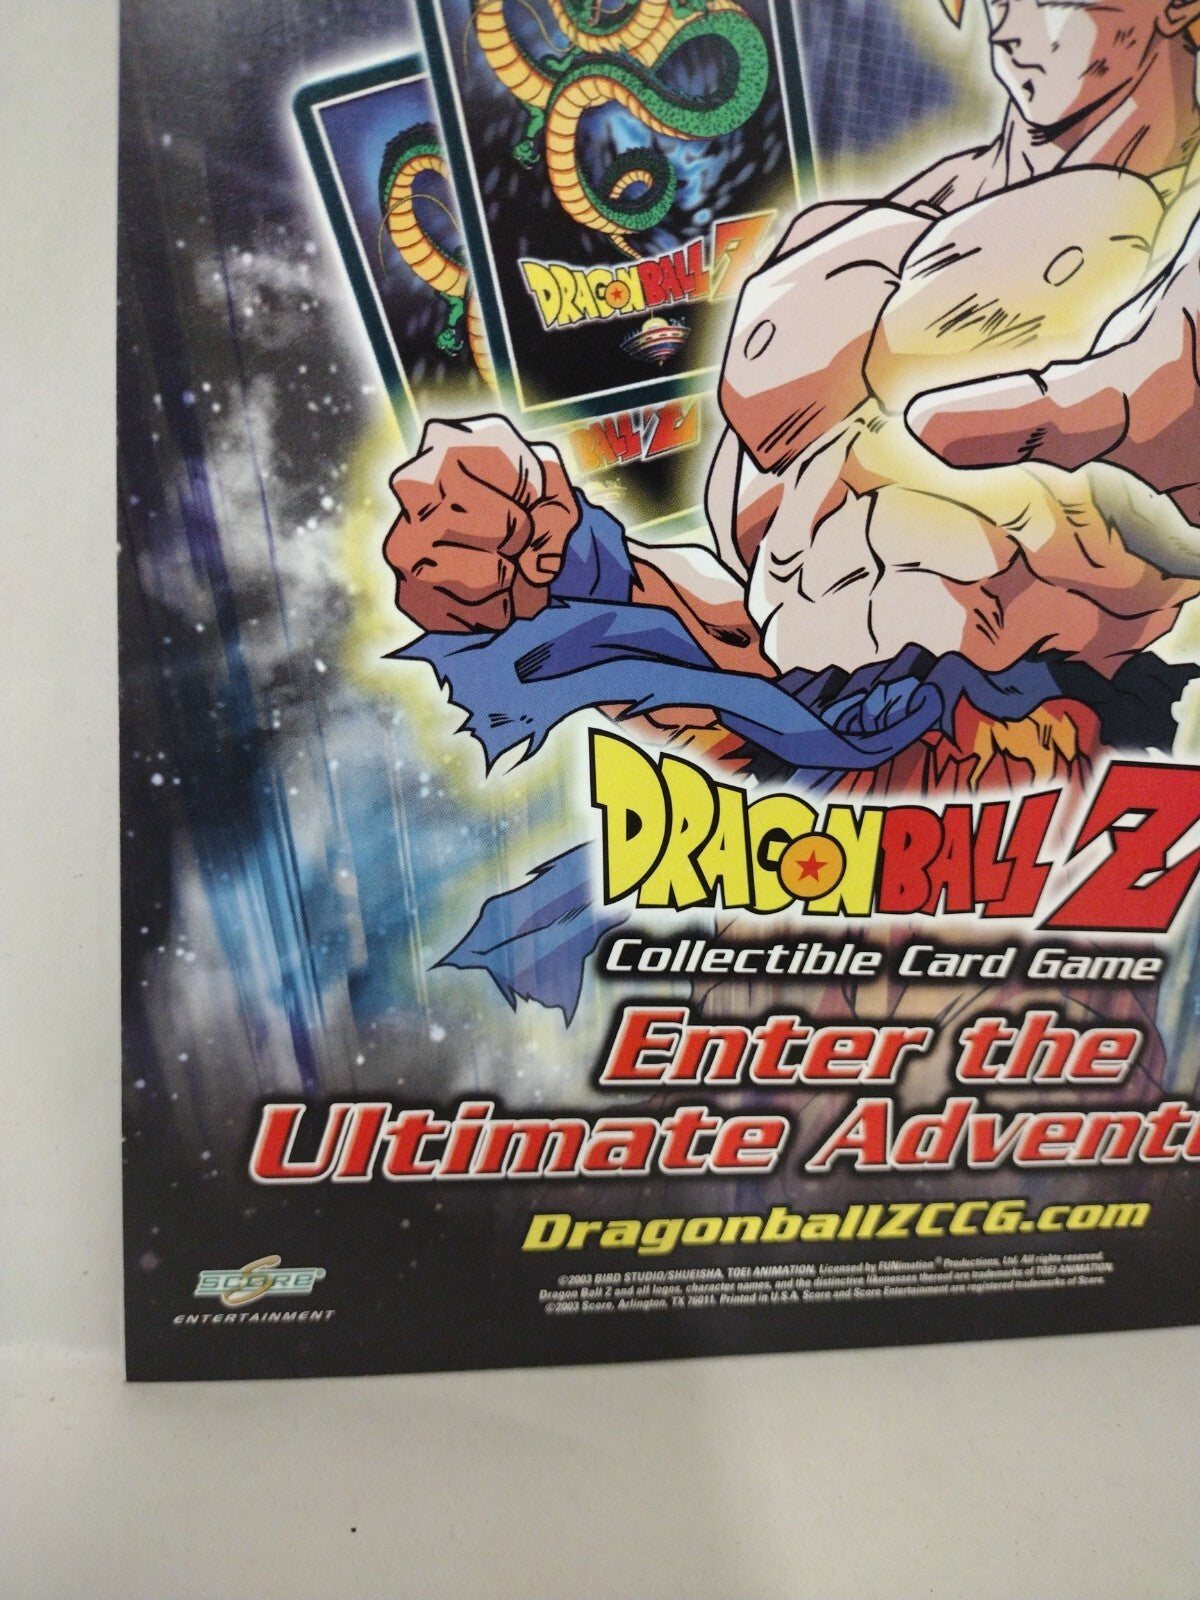 DRAGONBALL Z
BALL Z
DRAGONBALL Z
Collectible Card Game
Enter the
Ultimate Advent
DragonballZCCG.com
SCORE®
ENTERTAINMENT
©2003 BIRD STUDIO/SHUEISHA, TOEI ANIMATION. Licensed by FUNimation® Productions, Ltd. All rights reserved.
Dragon Ball Z and all logos, character names, and the distinctive likenesses thereof are trademarks of TOEI ANIMATION.
©2003 Score, Arlington, TX 76011. Printed in U.S.A. Score and Score Entertainment are registered trademarks of Score.